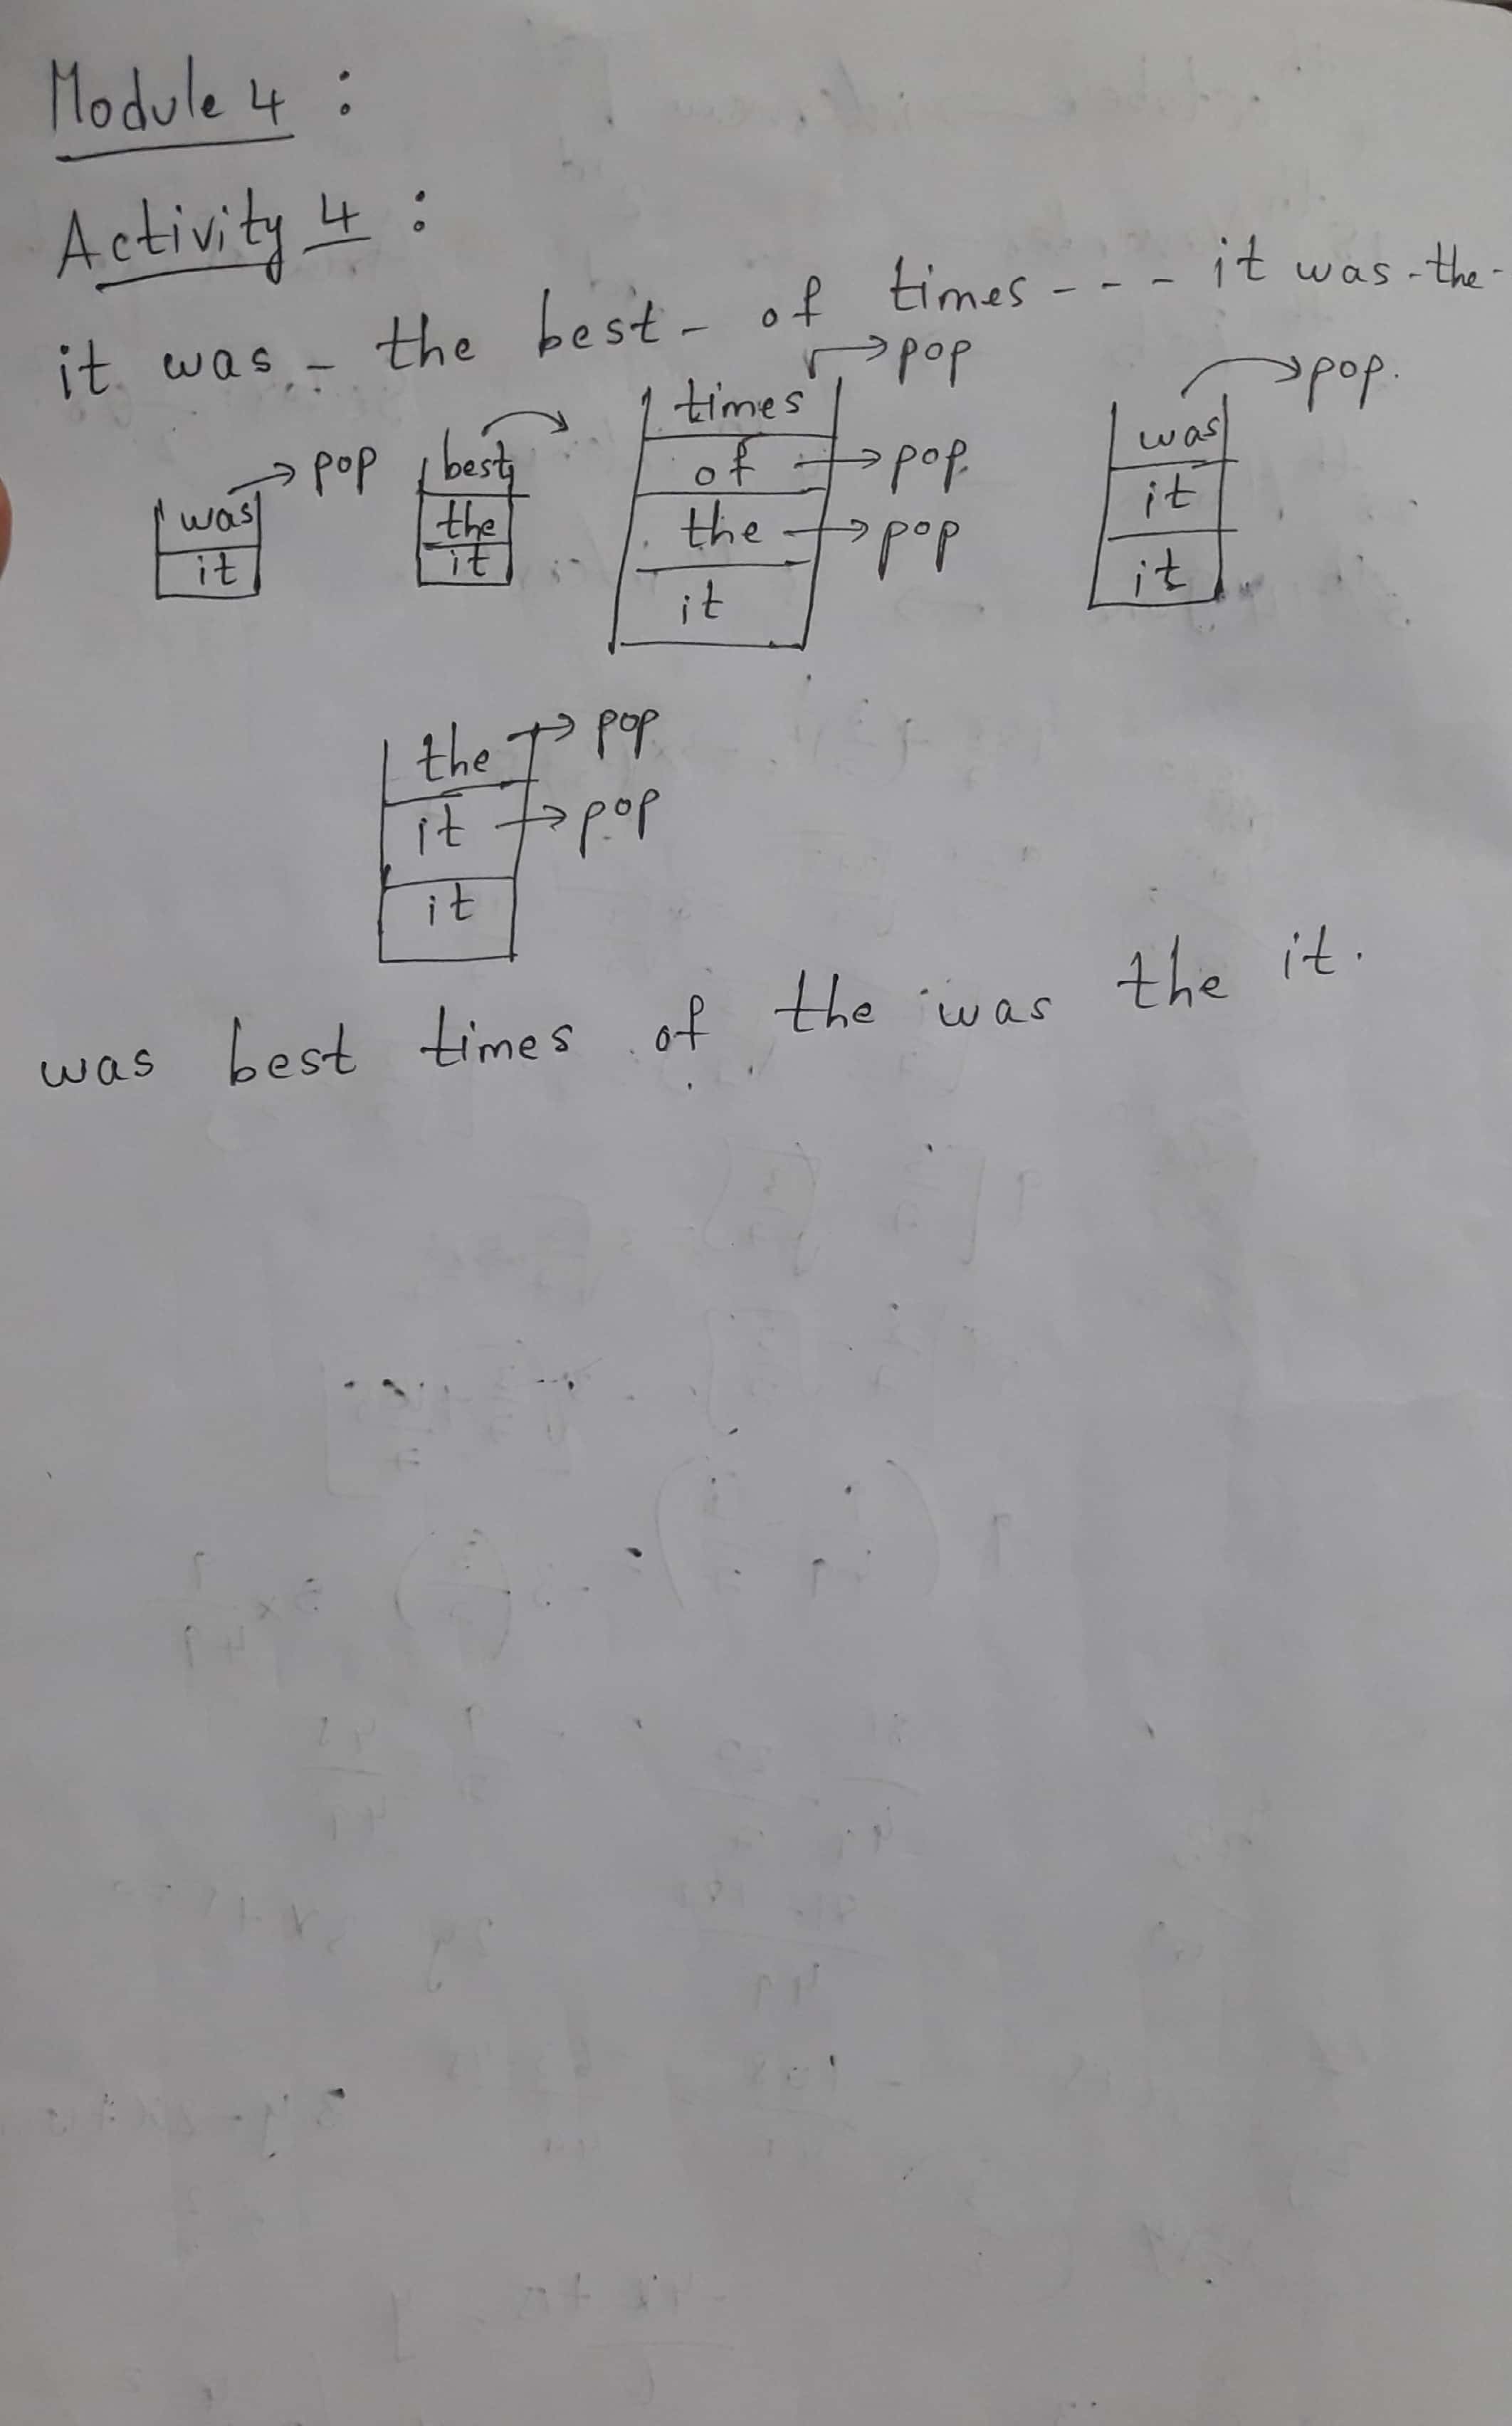 Module 4 :
Activity 4 :
it was - the best - of times - - - it was - the -
was → pop
it
best
the
it
times → pop
of → pop.
the → pop
it
was → pop.
it
it
the → pop
it → pop
it
was best times of the was the it.